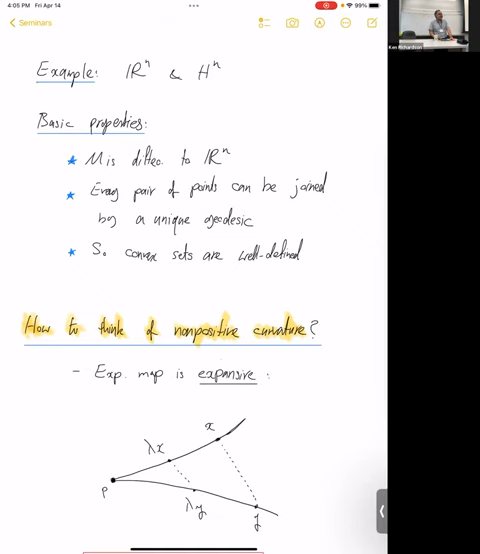 4:05 PM Fri Apr 14
99%
Seminars
Ken Richardson
Example: ℝⁿ & Hⁿ
Basic properties:
* M is diffeo. to ℝⁿ
* Every pair of points can be joined
by a unique geodesic
* So convex sets are well-defined
How to think of nonpositive curvature?
- Exp. map is expansive:
x
λx
p
λy
y